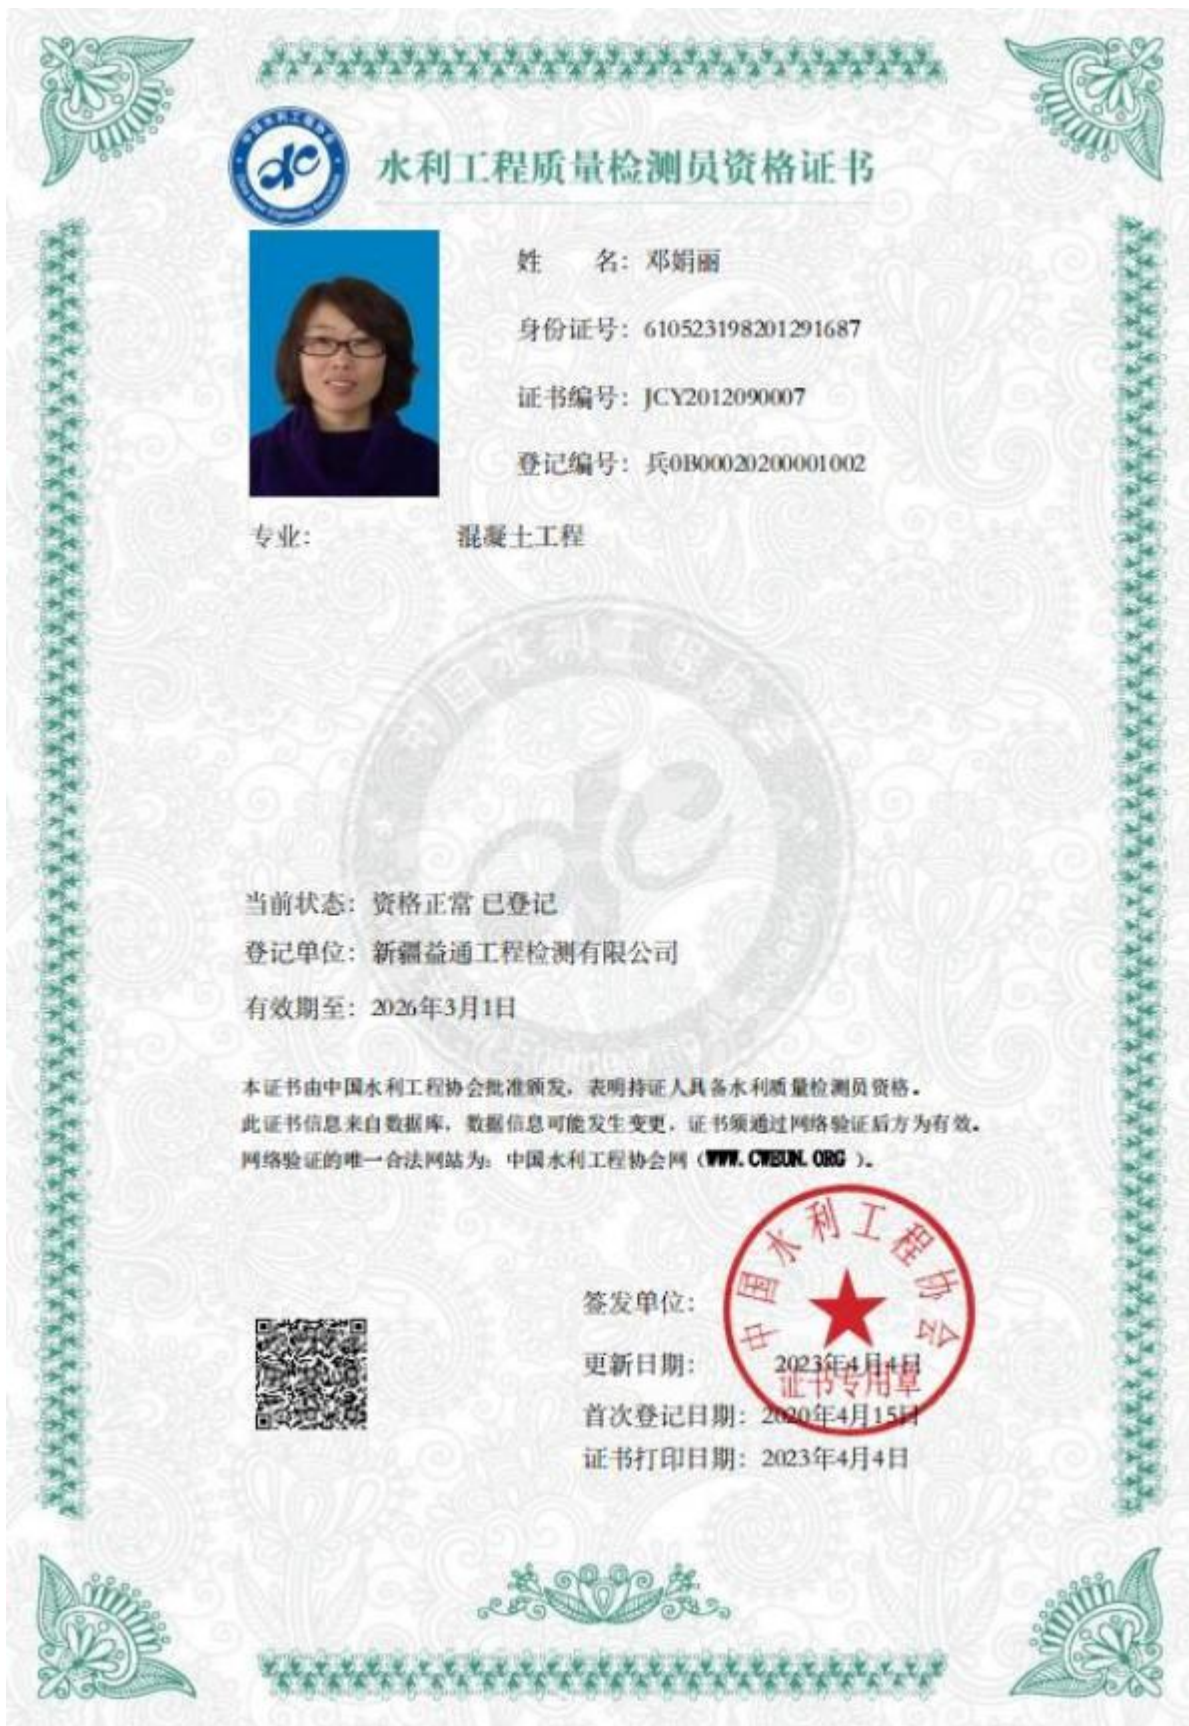 水利工程质量检测员资格证书
姓 名：邓娟丽
身份证号：610523198201291687
证书编号：JCY2012090007
登记编号：兵0B00020200001002
专业： 混凝土工程
当前状态：资格正常 已登记
登记单位：新疆益通工程检测有限公司
有效期至：2026年3月1日
本证书由中国水利工程协会批准颁发，表明持证人具备水利质量检测员资格。
此证书信息来自数据库，数据信息可能发生变更，证书须通过网络验证后方为有效。
网络验证的唯一合法网站为：中国水利工程协会网（WWW.CWEUN.ORG ）。
中国水利工程协会
签发单位：
更新日期： 2023年4月4日
证书专用章
首次登记日期：2020年4月15日
证书打印日期：2023年4月4日